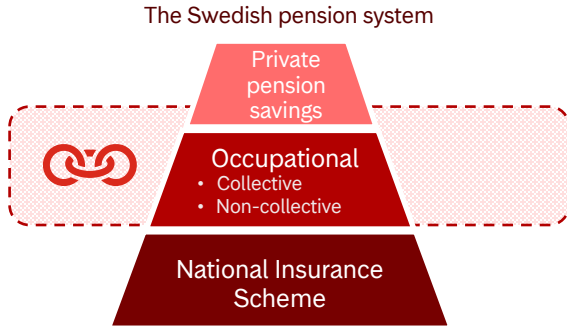 The Swedish pension system
Private
pension
savings
Occupational
• Collective
• Non-collective
National Insurance
Scheme